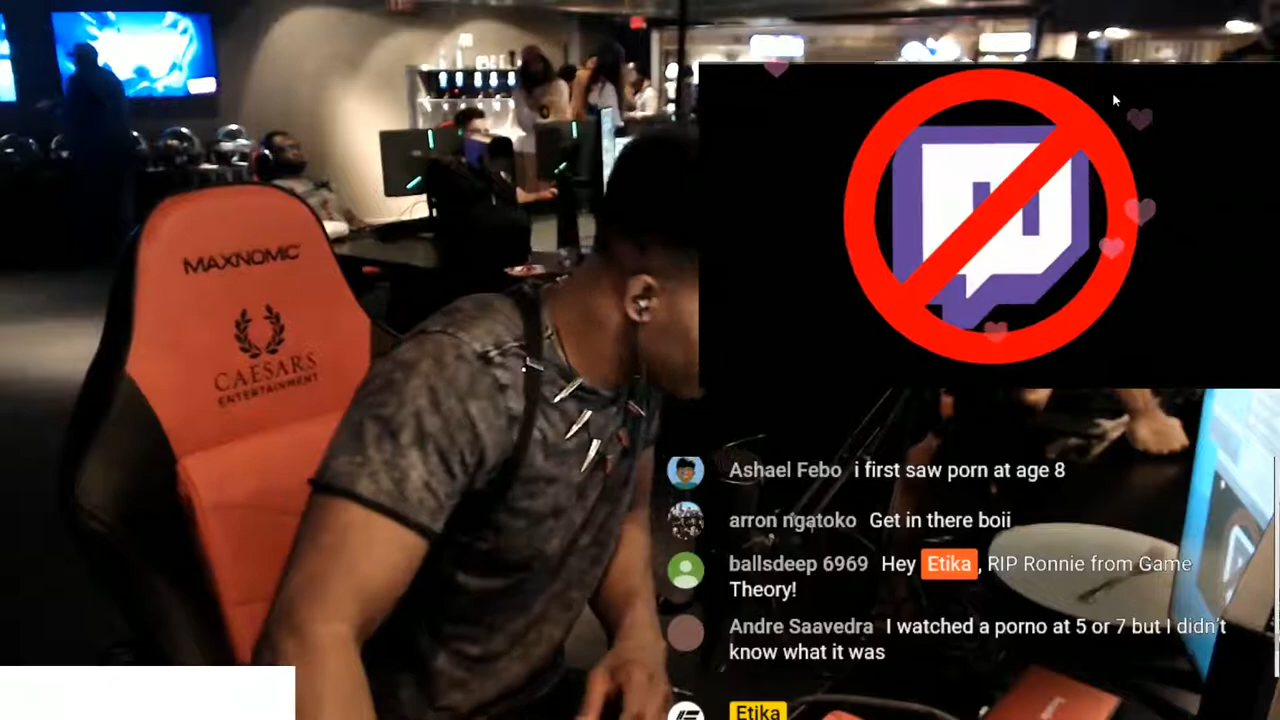 MAXNOMIC
CAESARS
ENTERTAINMENT
Ashael Febo i first saw porn at age 8
arron ngatoko Get in there boii
ballsdeep 6969 Hey Etika, RIP Ronnie from Game
Theory!
Andre Saavedra I watched a porno at 5 or 7 but I didn't
know what it was
Etika